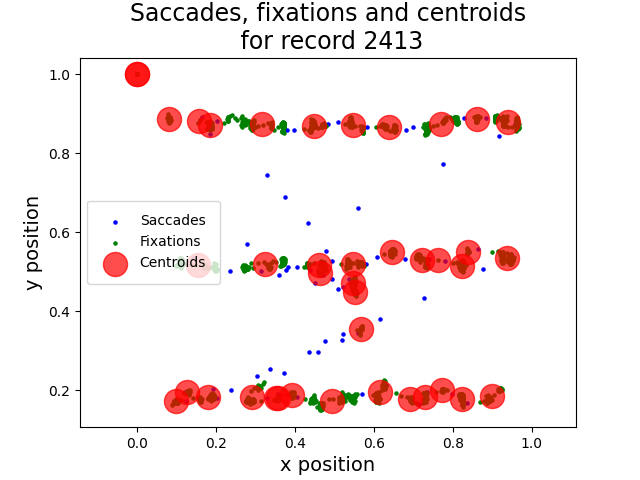 Saccades, fixations and centroids
for record 2413
1.0
0.8
0.6
0.4
0.2
y position
Saccades
Fixations
Centroids
0.0
0.2
0.4
0.6
0.8
1.0
x position